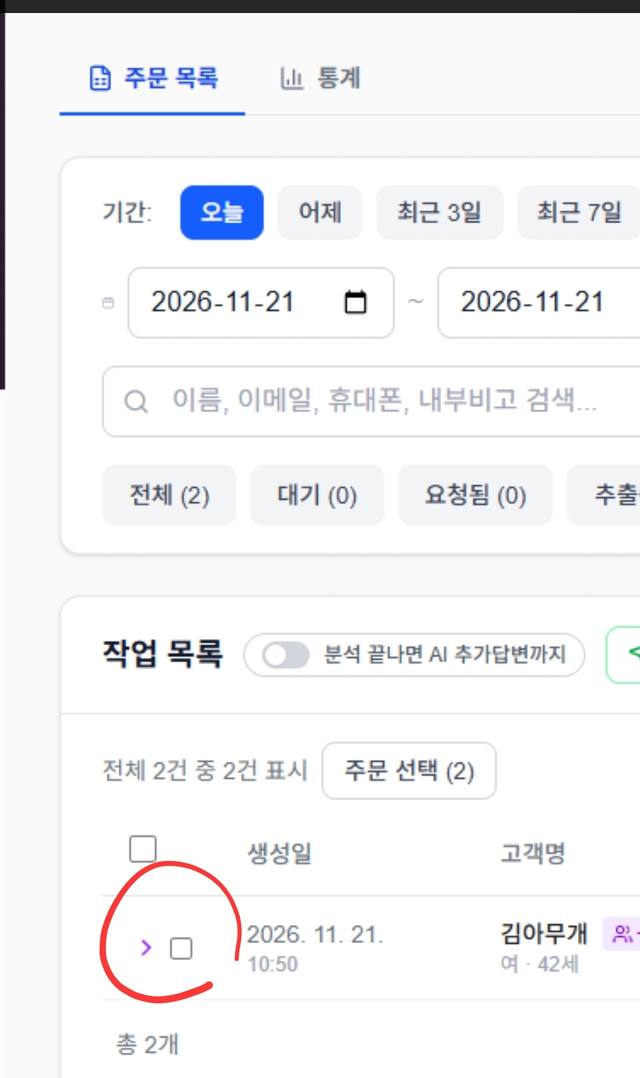 주문 목록 통계
기간: 오늘 어제 최근 3일 최근 7일
2026-11-21 ~ 2026-11-21
이름, 이메일, 휴대폰, 내부비고 검색...
전체 (2) 대기 (0) 요청됨 (0) 추출
작업 목록 분석 끝나면 AI 추가답변까지
전체 2건 중 2건 표시 주문 선택 (2)
생성일 고객명
2026. 11. 21. 김아무개
10:50 여 · 42세
총 2개